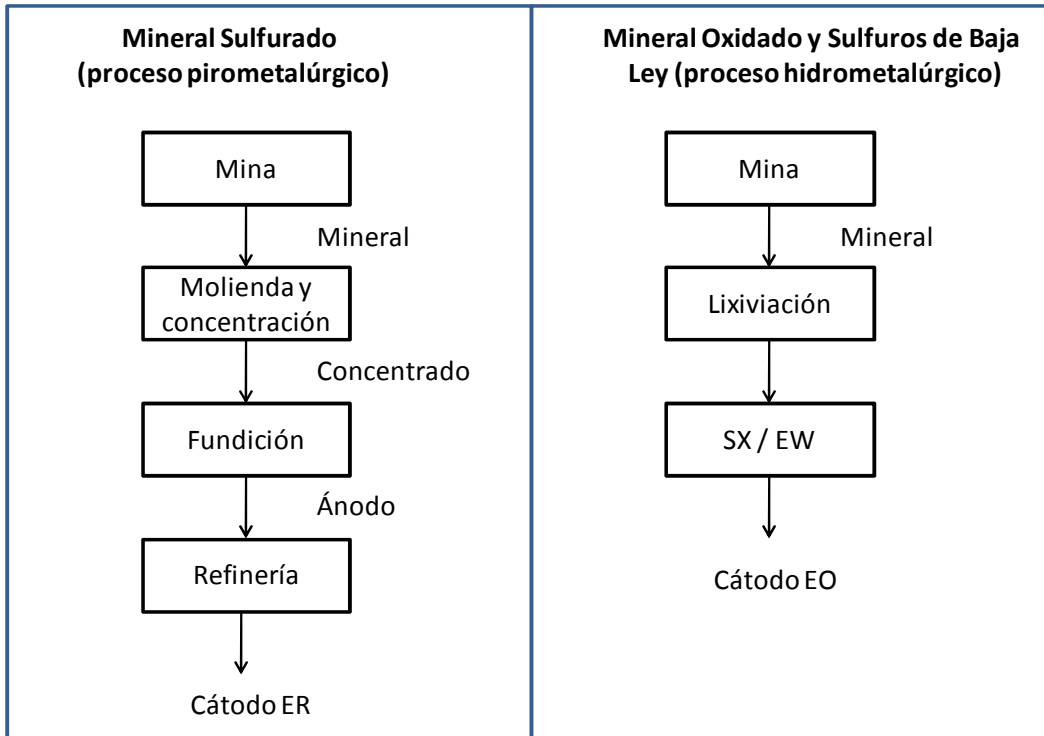 Mineral Sulfurado
(proceso pirometalúrgico)
Mina
Mineral
Molienda y
concentración
Concentrado
Fundición
Ánodo
Refinería
Cátodo ER
Mineral Oxidado y Sulfuros de Baja
Ley (proceso hidrometalúrgico)
Mina
Mineral
Lixiviación
SX / EW
Cátodo EO